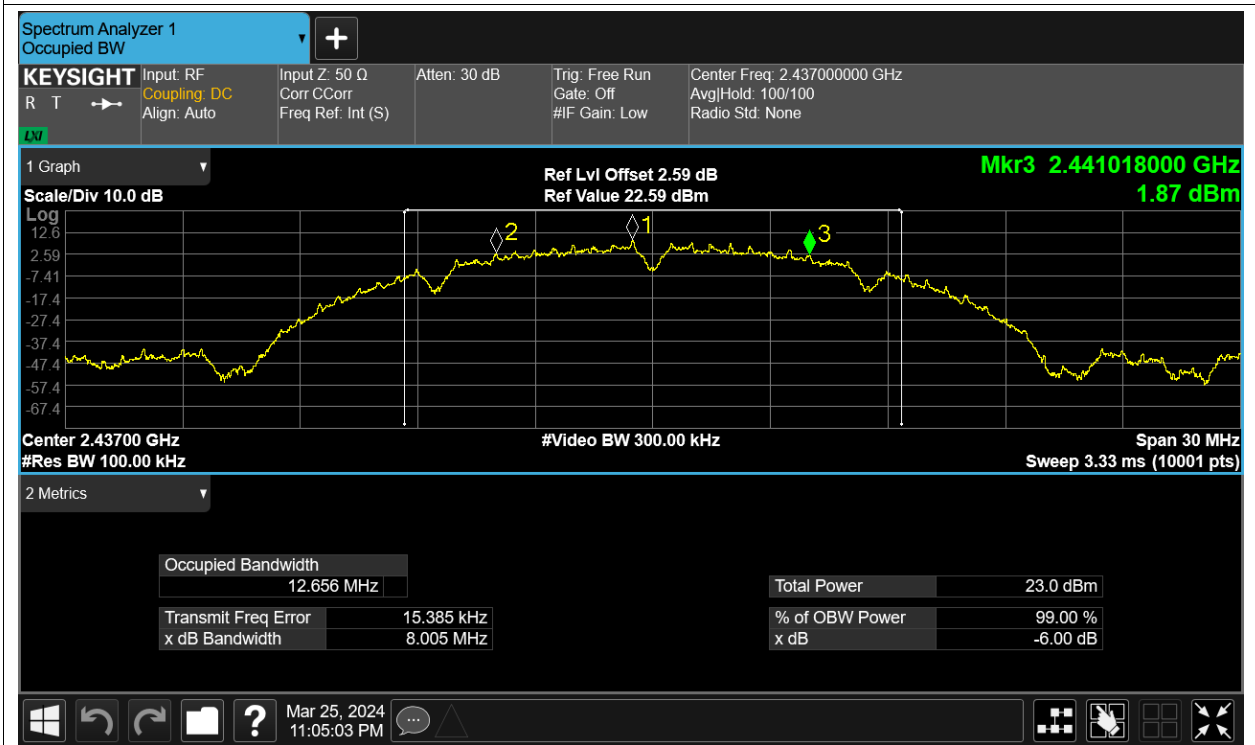 Spectrum Analyzer 1
Occupied BW
KEYSIGHT
R T
LXI
Input: RF
Coupling: DC
Align: Auto
Input Z: 50 Ω
Corr CCorr
Freq Ref: Int (S)
Atten: 30 dB
Trig: Free Run
Gate: Off
#IF Gain: Low
Center Freq: 2.437000000 GHz
Avg|Hold: 100/100
Radio Std: None
1 Graph
Scale/Div 10.0 dB
Ref Lvl Offset 2.59 dB
Ref Value 22.59 dBm
Mkr3 2.441018000 GHz
1.87 dBm
Log
12.6
2.59
-7.41
-17.4
-27.4
-37.4
-47.4
-57.4
-67.4
2
1
3
Center 2.43700 GHz
#Video BW 300.00 kHz
Span 30 MHz
#Res BW 100.00 kHz
Sweep 3.33 ms (10001 pts)
2 Metrics
Occupied Bandwidth
12.656 MHz
Total Power 23.0 dBm
Transmit Freq Error 15.385 kHz
% of OBW Power 99.00 %
x dB Bandwidth 8.005 MHz
x dB -6.00 dB
?
Mar 25, 2024
11:05:03 PM